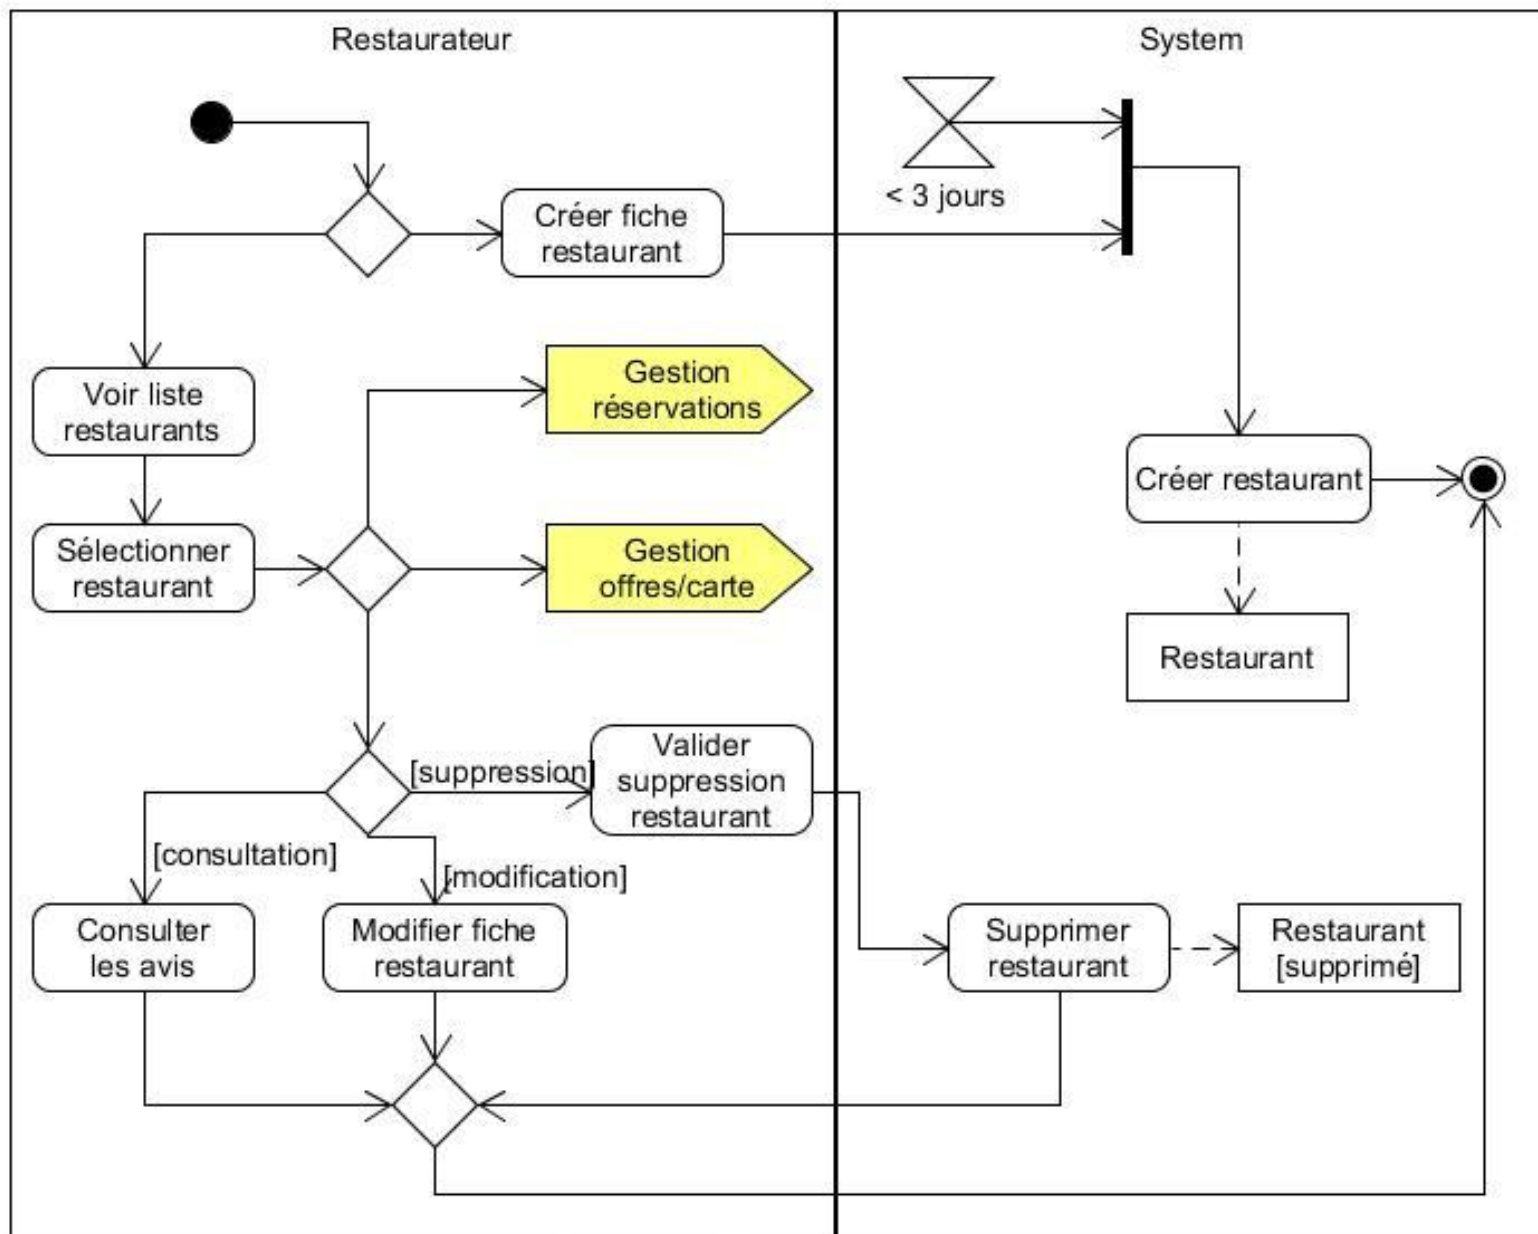 Restaurateur
System
< 3 jours
Créer fiche
restaurant
Voir liste
restaurants
Gestion
réservations
Créer restaurant
Sélectionner
restaurant
Gestion
offres/carte
Restaurant
[suppression]
Valider
suppression
restaurant
[consultation]
[modification]
Consulter
les avis
Modifier fiche
restaurant
Supprimer
restaurant
Restaurant
[supprimé]